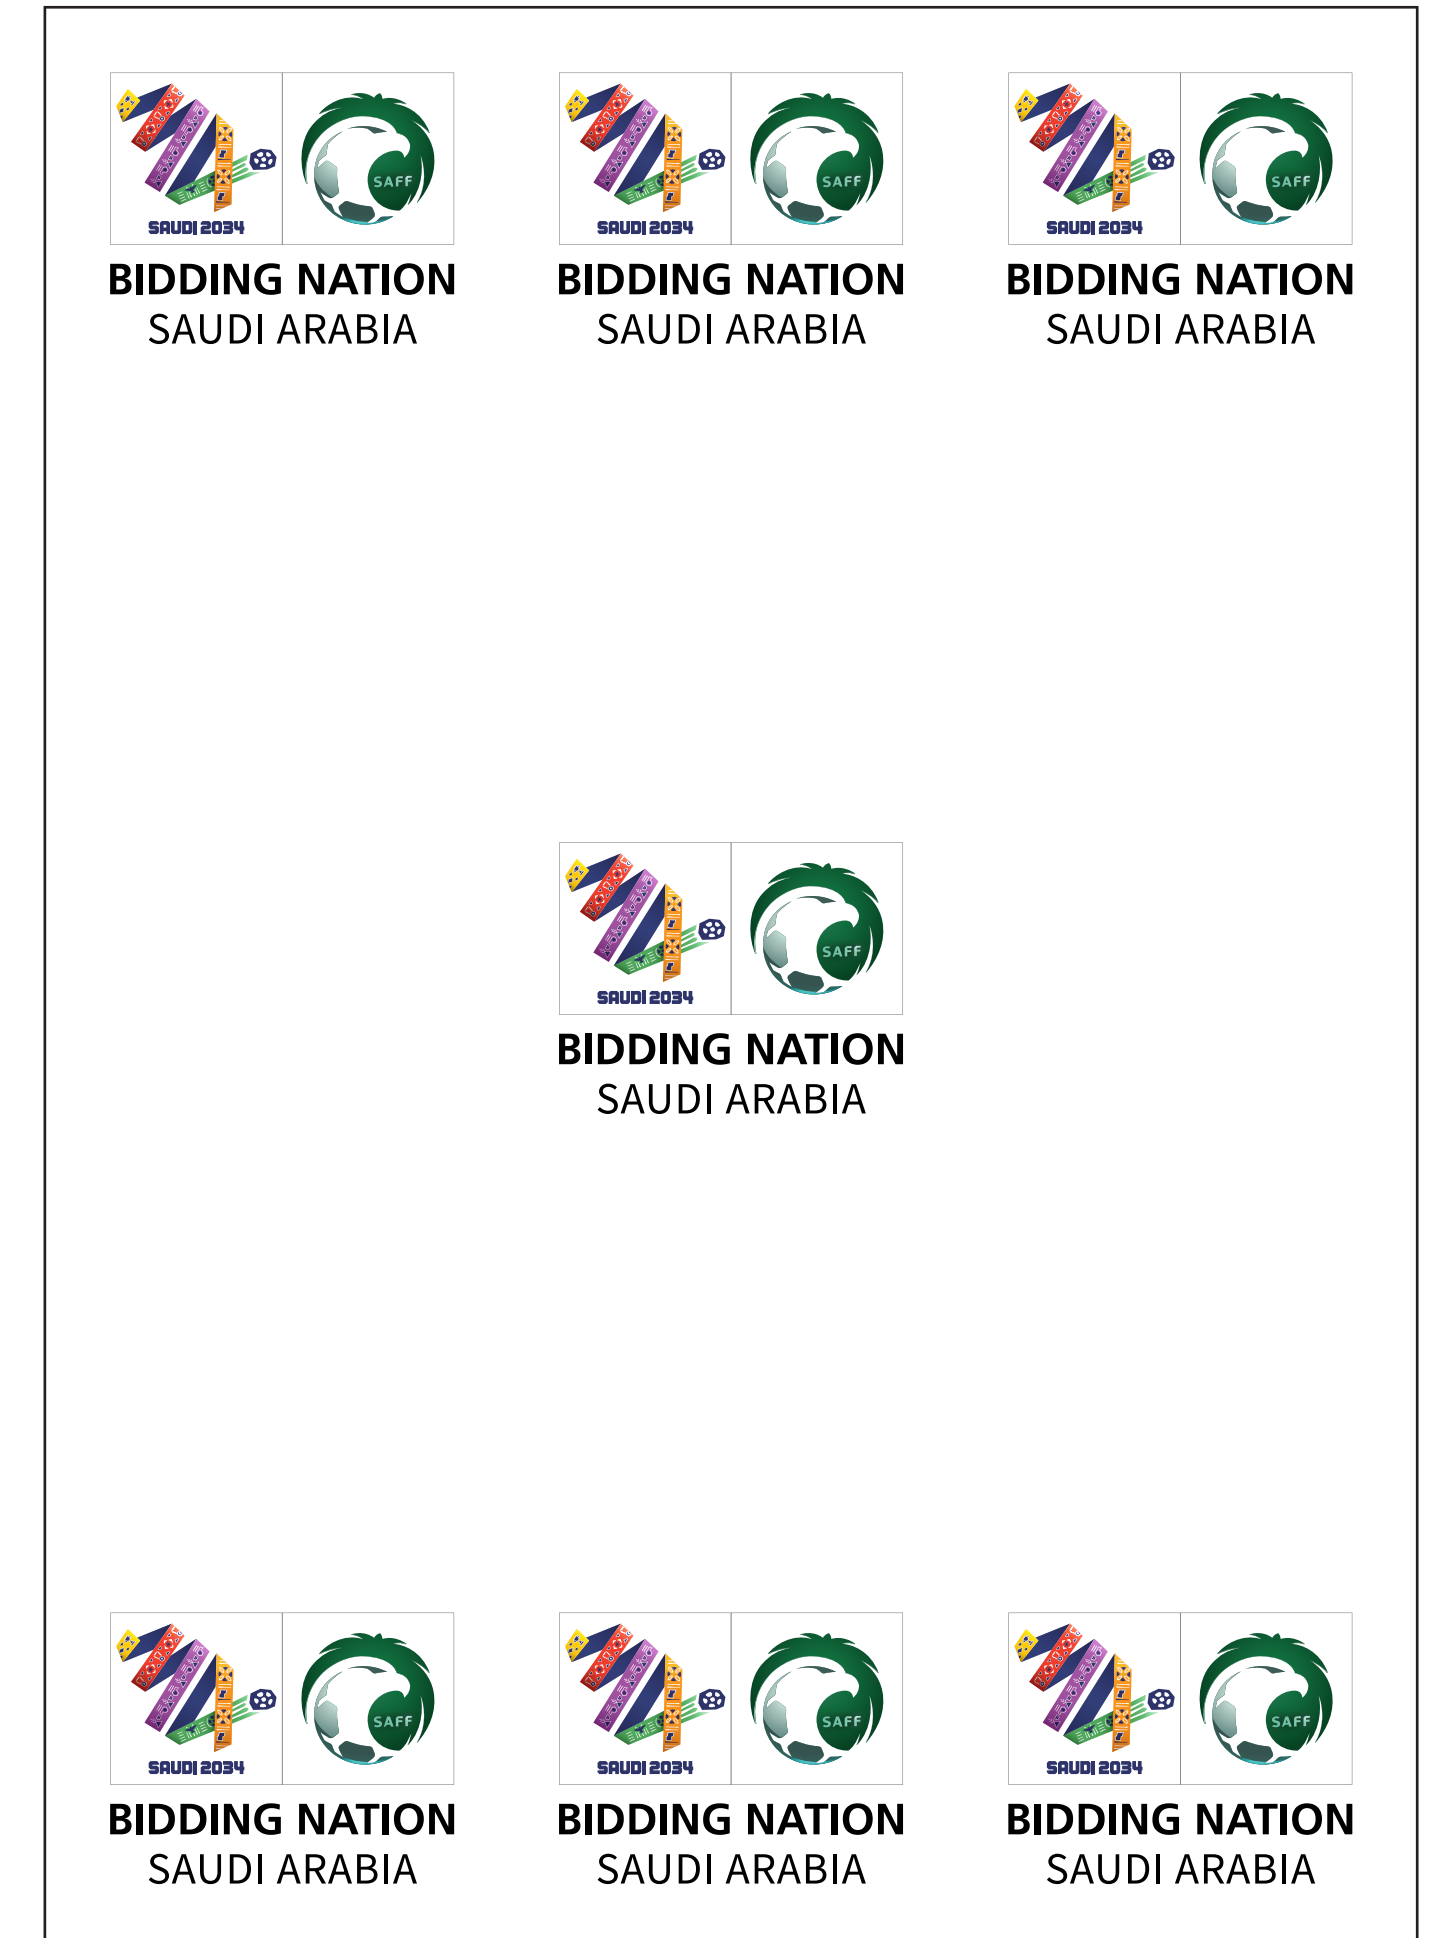 SAFF SAFF SAFF
SAUDI 2034 SAUDI 2034 SAUDI 2034
BIDDING NATION BIDDING NATION BIDDING NATION
SAUDI ARABIA SAUDI ARABIA SAUDI ARABIA
SAFF
SAUDI 2034
BIDDING NATION
SAUDI ARABIA
SAFF SAFF SAFF
SAUDI 2034 SAUDI 2034 SAUDI 2034
BIDDING NATION BIDDING NATION BIDDING NATION
SAUDI ARABIA SAUDI ARABIA SAUDI ARABIA